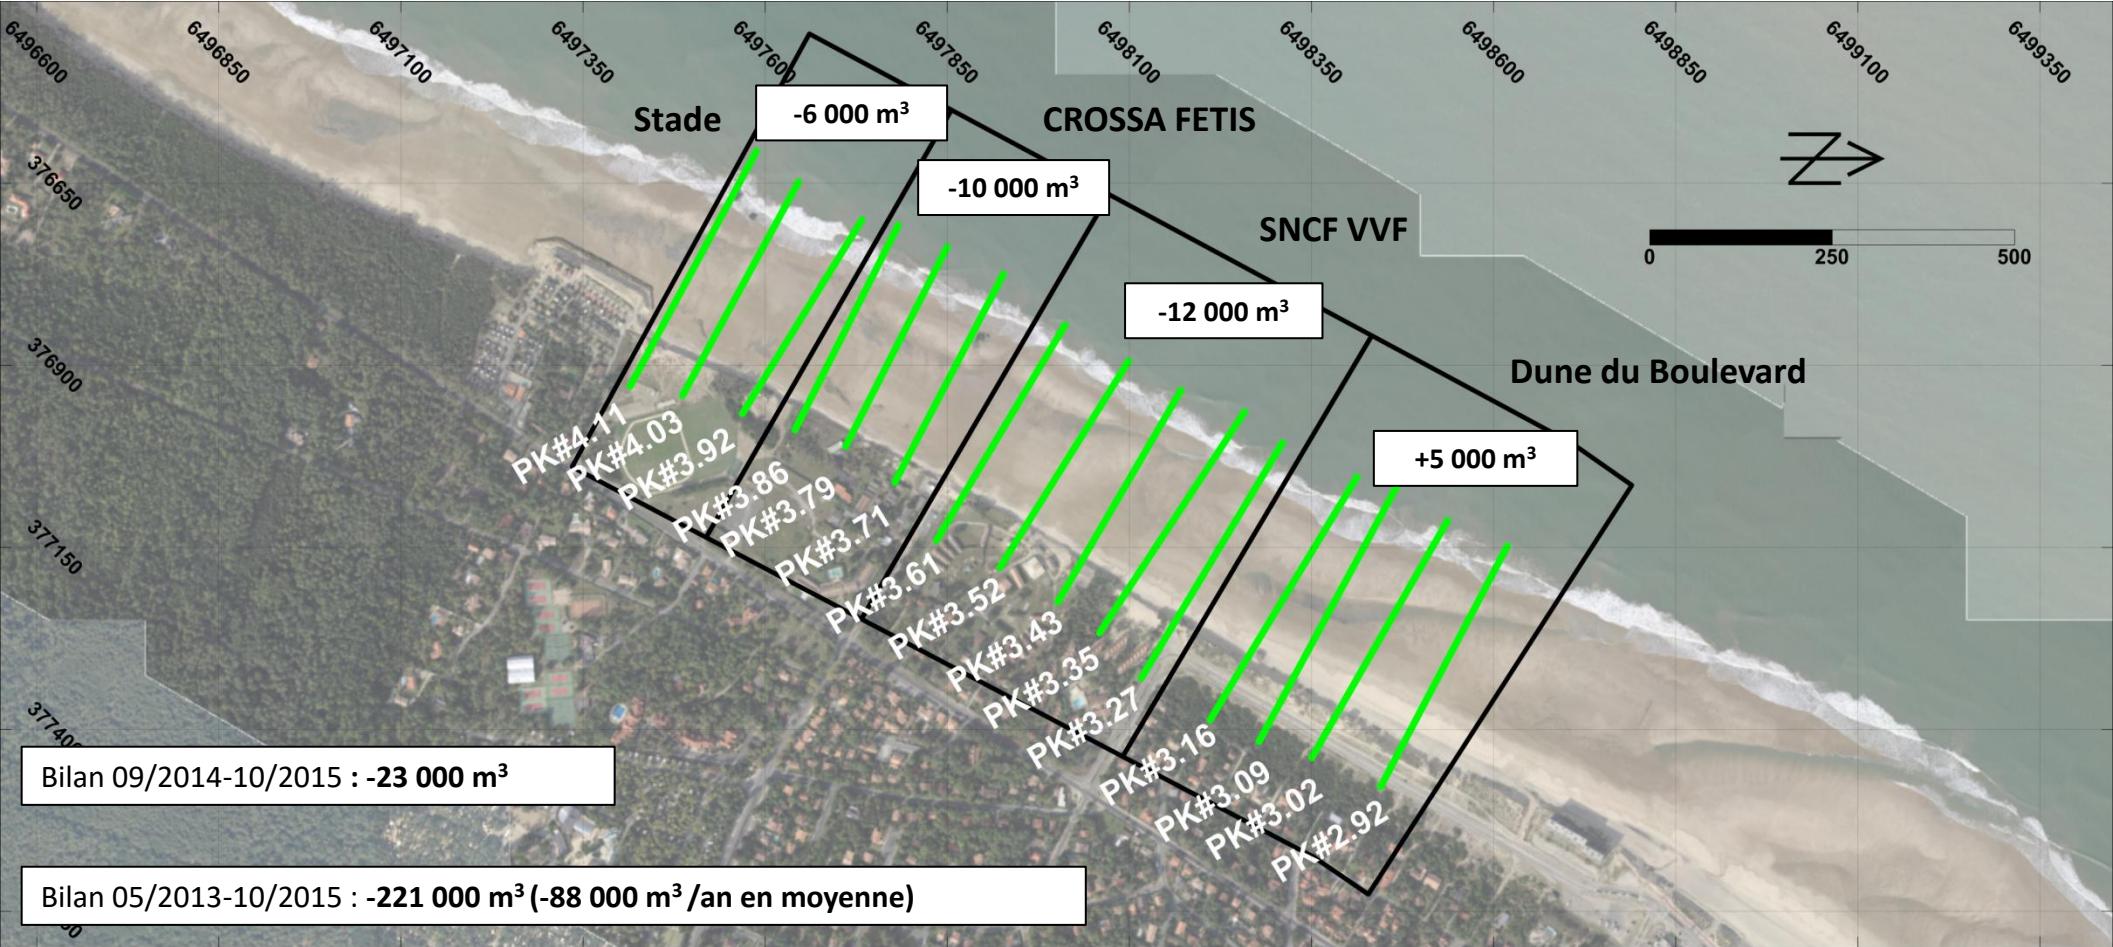 6496600
6496850
6497100
6497350
6497600
6497850
6498100
6498350
6498600
6498850
6499100
6499350
Stade
-6 000 m³
CROSSA FETIS
-10 000 m³
SNCF VVF
-12 000 m³
Dune du Boulevard
+5 000 m³
N
0 250 500
376650
376900
377150
PK#4.11
PK#4.03
PK#3.92
PK#3.86
PK#3.79
PK#3.71
PK#3.61
PK#3.52
PK#3.43
PK#3.35
PK#3.27
PK#3.16
PK#3.09
PK#3.02
PK#2.92
377400
Bilan 09/2014-10/2015 : -23 000 m³
Bilan 05/2013-10/2015 : -221 000 m³ (-88 000 m³ /an en moyenne)